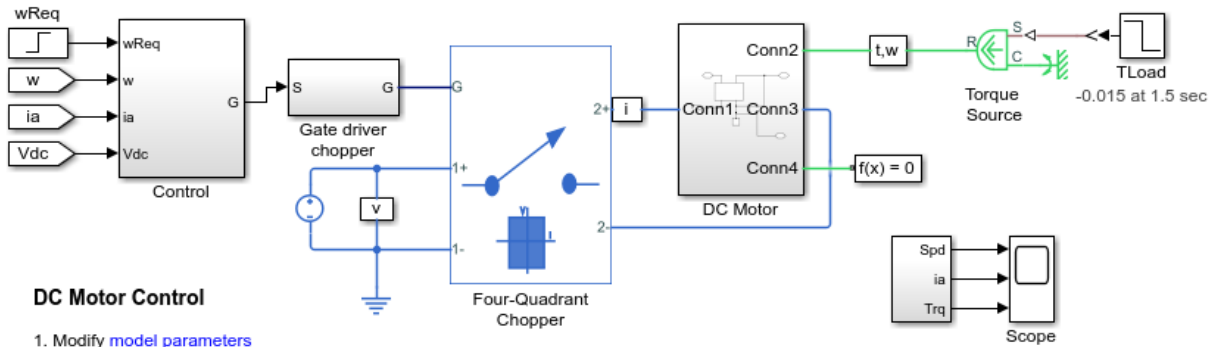 wReq
wReq
w
w
ia
ia
Vdc
Vdc
G
Control
S
G
Gate driver
chopper
G
1+
1-
v
V
I
2+
2-
Four-Quadrant
Chopper
i
Conn1
Conn2
Conn3
Conn4
DC Motor
t,w
f(x) = 0
R
S
C
Torque
Source
TLoad
-0.015 at 1.5 sec
Spd
ia
Trq
Scope
DC Motor Control
1. Modify model parameters